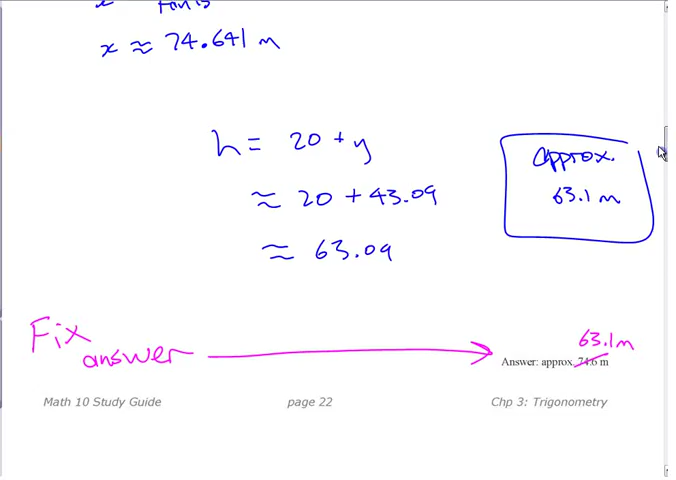 x ≈ 74.641 m
h = 20 + y
≈ 20 + 43.09
≈ 63.09
approx.
63.1 m
Fix answer
63.1 m
Answer: approx. 74.6 m
Math 10 Study Guide page 22 Chp 3: Trigonometry